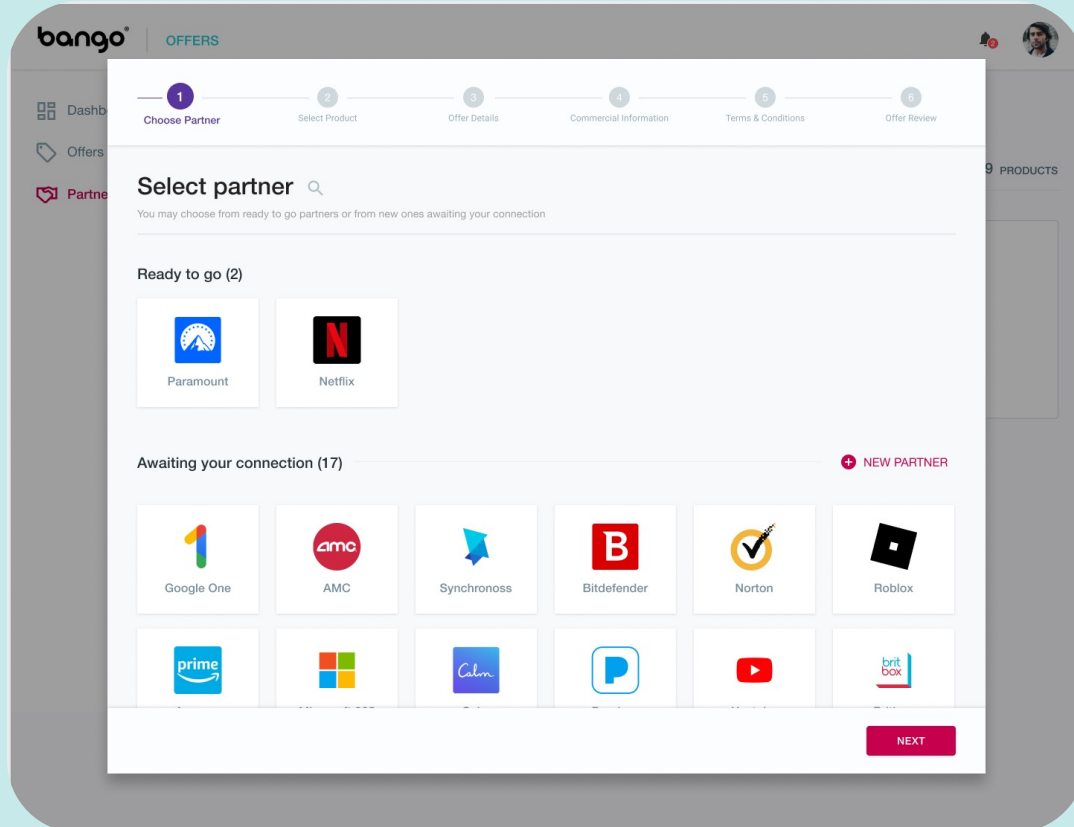 bango
OFFERS
2
1
2
3
4
5
6
Choose Partner
Select Product
Offer Details
Commercial Information
Terms & Conditions
Offer Review
Dashb
Offers
Partne
9 PRODUCTS
Select partner
You may choose from ready to go partners or from new ones awaiting your connection
Ready to go (2)
N
Paramount
Netflix
Awaiting your connection (17)
NEW PARTNER
amc
B
Google One
AMC
Synchronoss
Bitdefender
Norton
Roblox
prime
Calm
P
brit
box
NEXT